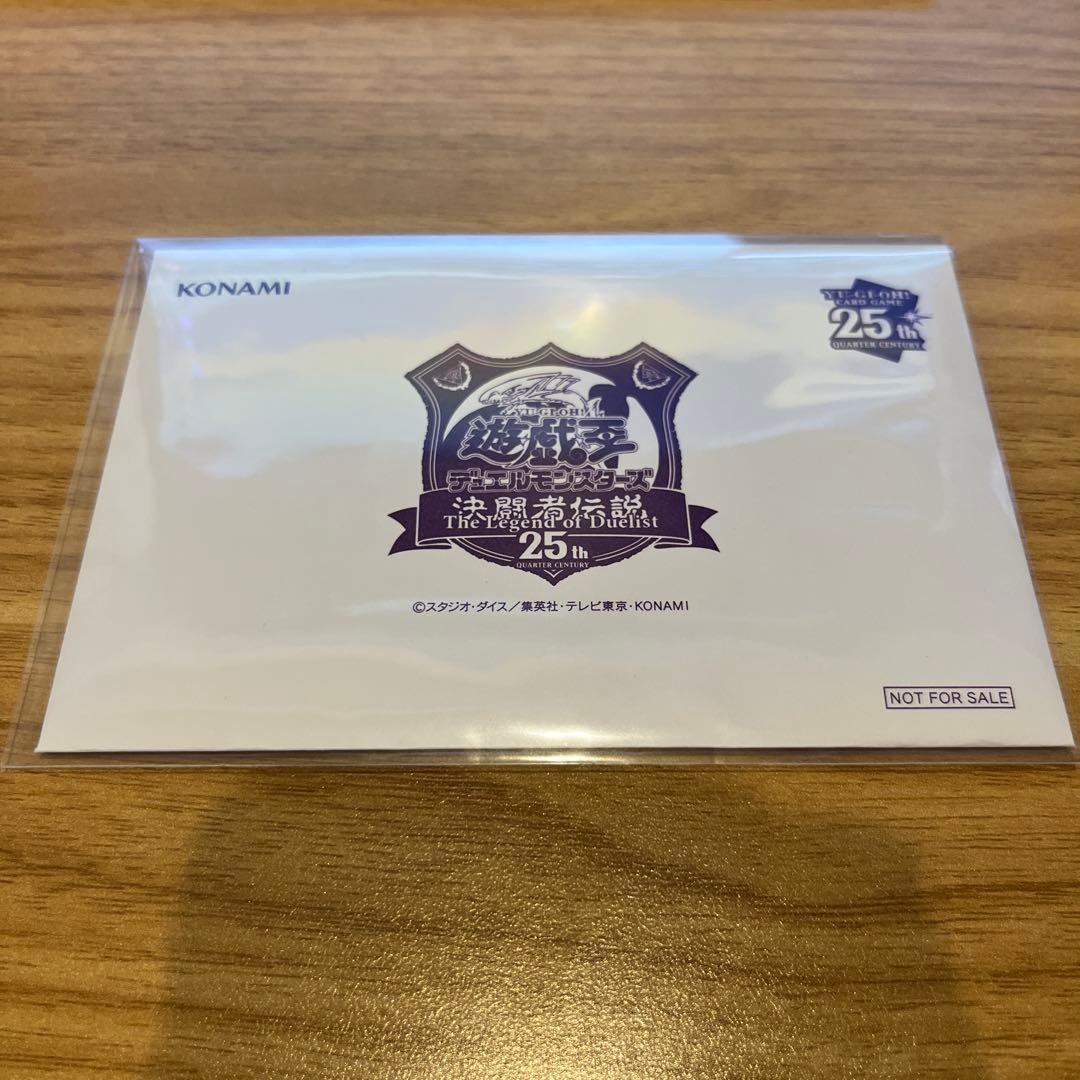 KONAMI
YU-GI-OH!
CARD GAME
25th
QUARTER CENTURY
YU-GI-OH!
遊☆戯☆王
デュエルモンスターズ
決闘者伝説
The Legend of Duelist
25th
QUARTER CENTURY
©スタジオ・ダイス／集英社・テレビ東京・KONAMI
NOT FOR SALE